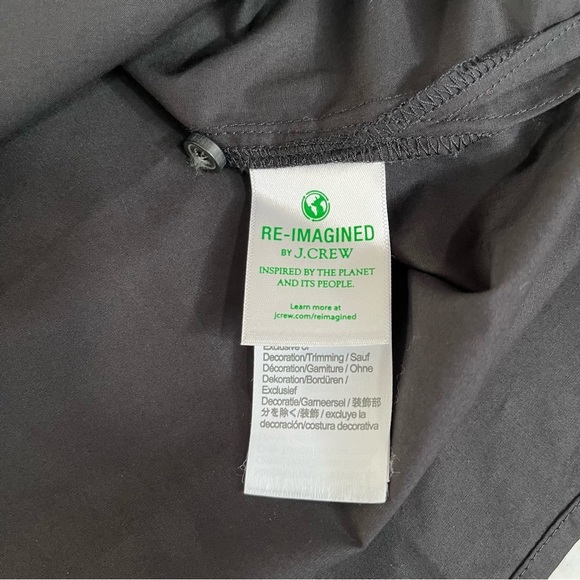 RE-IMAGINED
BY J.CREW
INSPIRED BY THE PLANET
AND ITS PEOPLE.
Learn more at
jcrew.com/reimagined
Exclusive of
Decoration/Trimming / Sauf
Décoration/Garniture / Ohne
Dekoration/Bordüren /
Exclusief
Decoratie/Garneersel / 装飾部
分を除く/装飾 / excluye la
decoración/costura decorativa